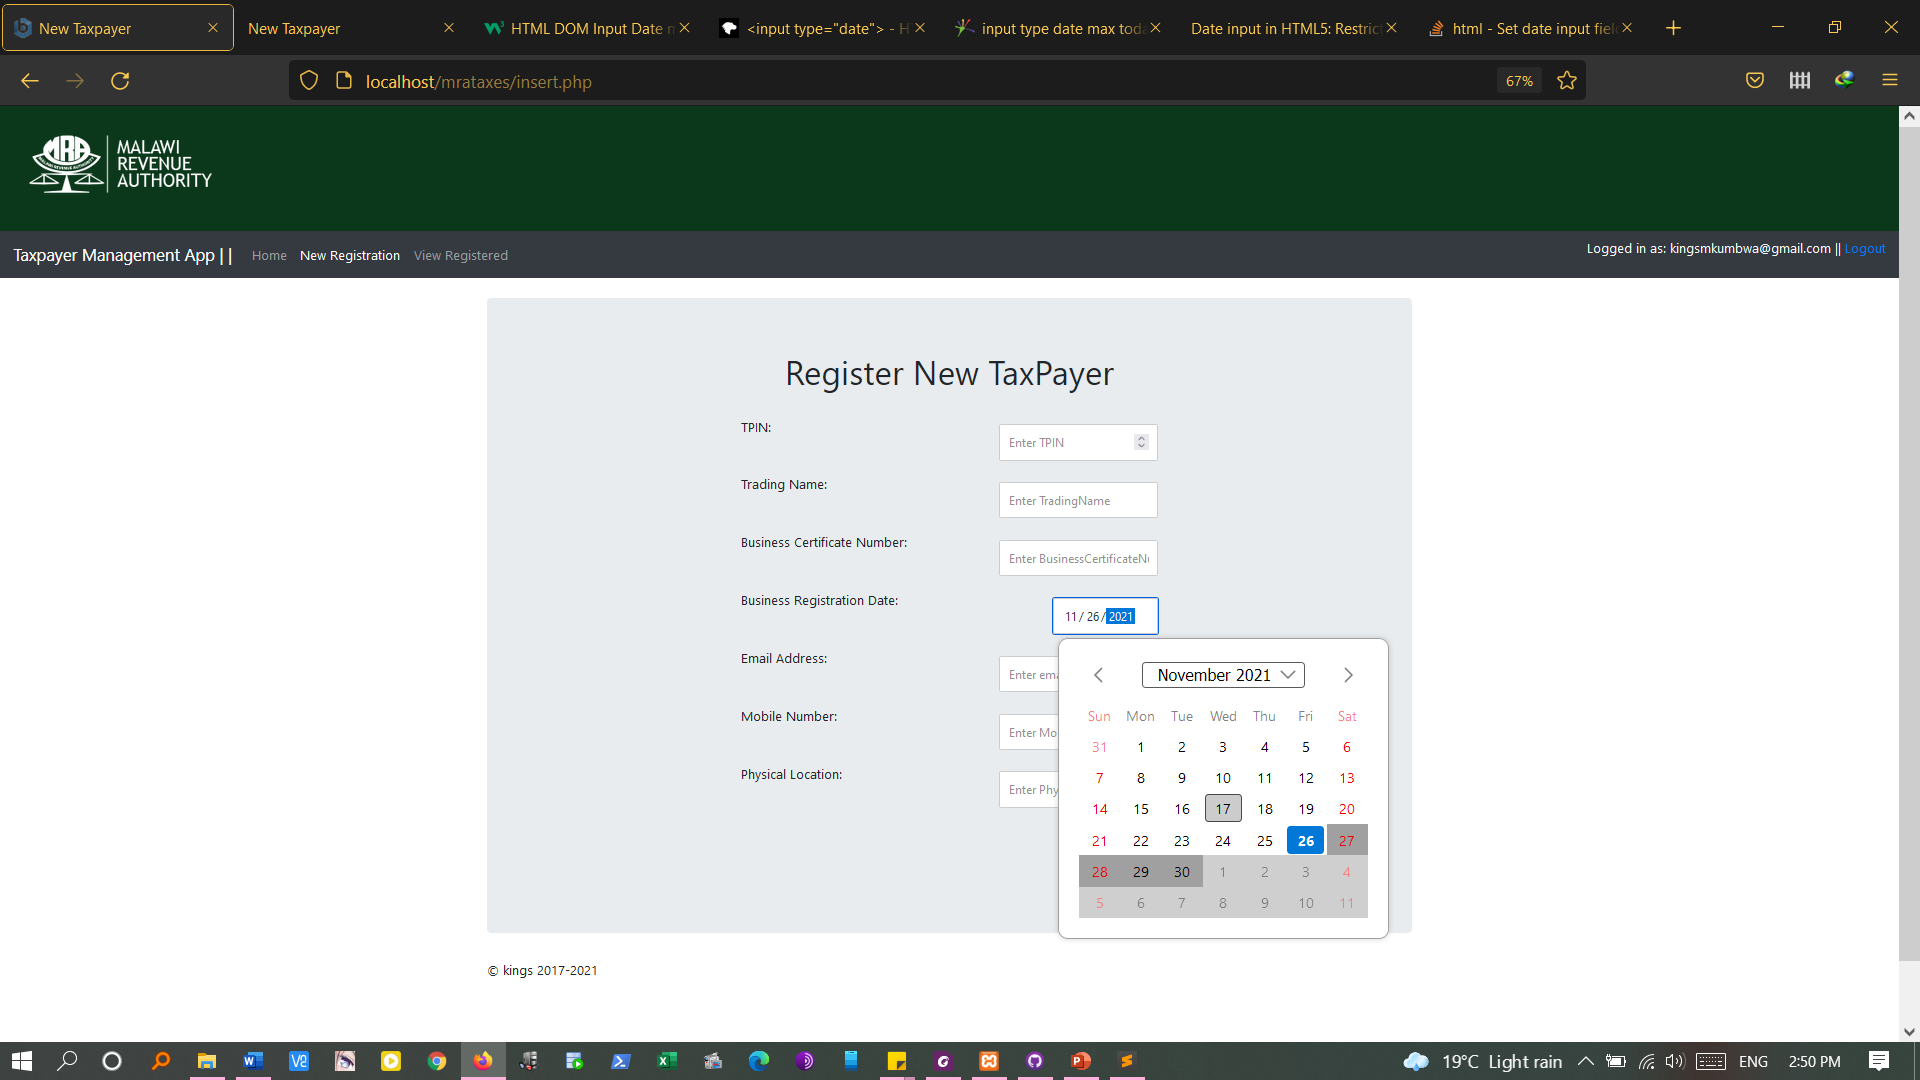 New Taxpayer
New Taxpayer
HTML DOM Input Date m
<input type="date"> - H
input type date max toda
Date input in HTML5: Restric
html - Set date input fiel
localhost/mrataxes/insert.php
67%
MRA
MALAWI
REVENUE
AUTHORITY
Taxpayer Management App ||
Home
New Registration
View Registered
Logged in as: kingsmkumbwa@gmail.com || Logout
Register New TaxPayer
TPIN:
Enter TPIN
Trading Name:
Enter TradingName
Business Certificate Number:
Enter BusinessCertificateN
Business Registration Date:
11/ 26/ 2021
Email Address:
Enter ema
Mobile Number:
Enter Mo
Physical Location:
Enter Phy
November 2021
Sun Mon Tue Wed Thu Fri Sat
31 1 2 3 4 5 6
7 8 9 10 11 12 13
14 15 16 17 18 19 20
21 22 23 24 25 26 27
28 29 30 1 2 3 4
5 6 7 8 9 10 11
© kings 2017-2021
19°C Light rain
ENG
2:50 PM